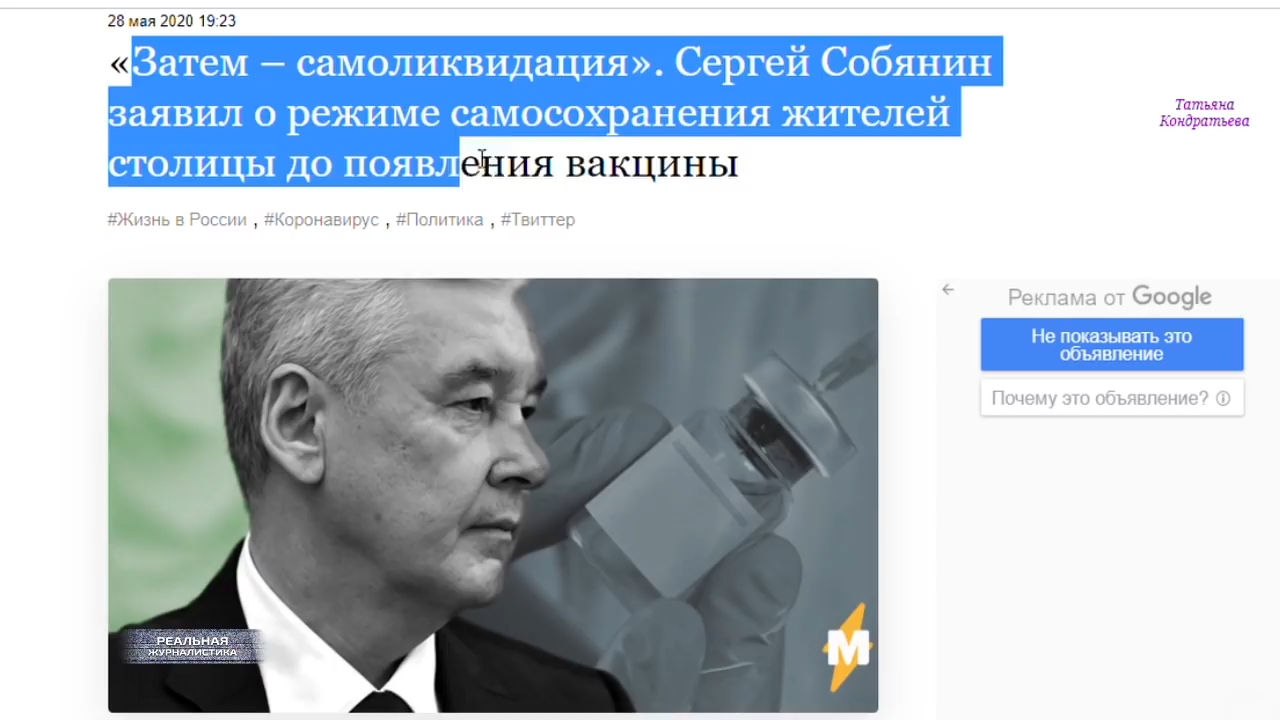 28 мая 2020 19:23
«Затем – самоликвидация». Сергей Собянин
заявил о режиме самосохранения жителей
столицы до появления вакцины
Татьяна
Кондратьева
#Жизнь в России , #Коронавирус , #Политика , #Твиттер
Реклама от Google
Не показывать это
объявление
Почему это объявление?
РЕАЛЬНАЯ
ЖУРНАЛИСТИКА
М